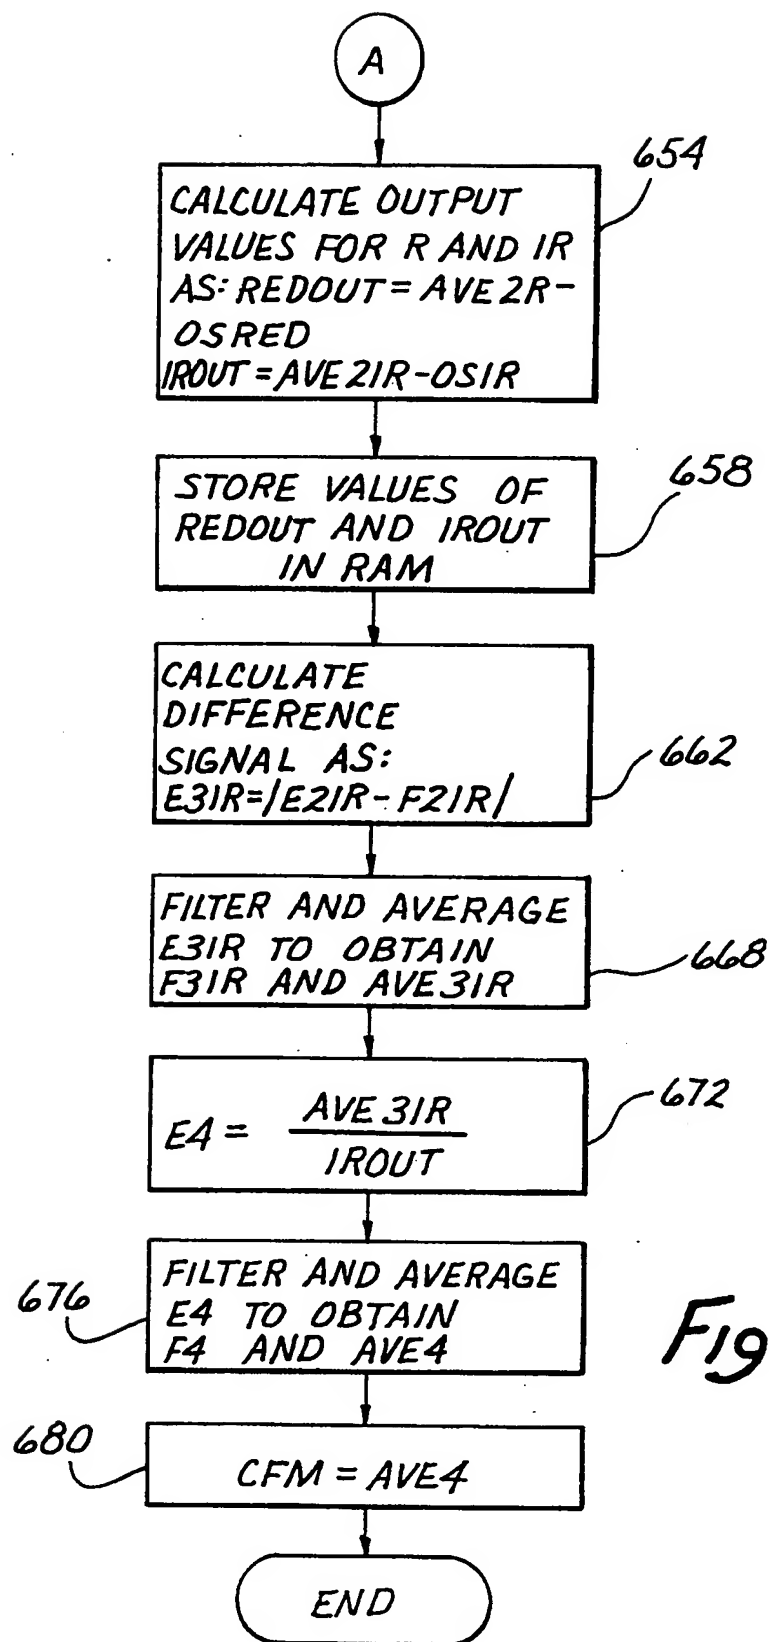 A
654
CALCULATE OUTPUT
VALUES FOR R AND IR
AS: REDOUT = AVE2R-
OSRED
IROUT = AVE2IR-OSIR
658
STORE VALUES OF
REDOUT AND IROUT
IN RAM
CALCULATE
DIFFERENCE
SIGNAL AS:
E3IR=|E2IR-F2IR|
662
FILTER AND AVERAGE
E3IR TO OBTAIN
F3IR AND AVE3IR
668
E4 = AVE3IR
IROUT
672
676
FILTER AND AVERAGE
E4 TO OBTAIN
F4 AND AVE4
Fig
680
CFM = AVE4
END